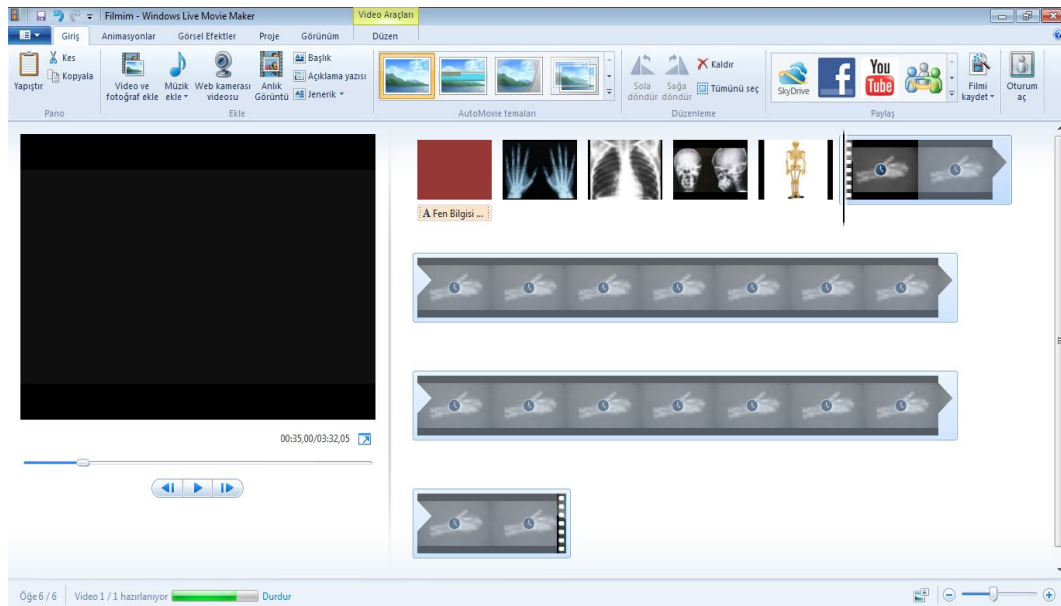 Filmim - Windows Live Movie Maker
Video Araçları
Giriş Animasyonlar Görsel Efektler Proje Görünüm Düzen
Yapıştır
Kes
Kopyala
Pano
Video ve fotoğraf ekle
Müzik ekle
Web kamerası videosu
Anlık Görüntü
Başlık
Açıklama yazısı
Jenerik
Ekle
AutoMovie temaları
Sola döndür
Sağa döndür
Kaldır
Tümünü seç
Düzenleme
SkyDrive
f
You Tube
Paylaş
Filmi kaydet
Oturum aç
A Fen Bilgisi ...
00:35,00/03:32,05
Öğe 6 / 6
Video 1 / 1 hazırlanıyor
Durdur